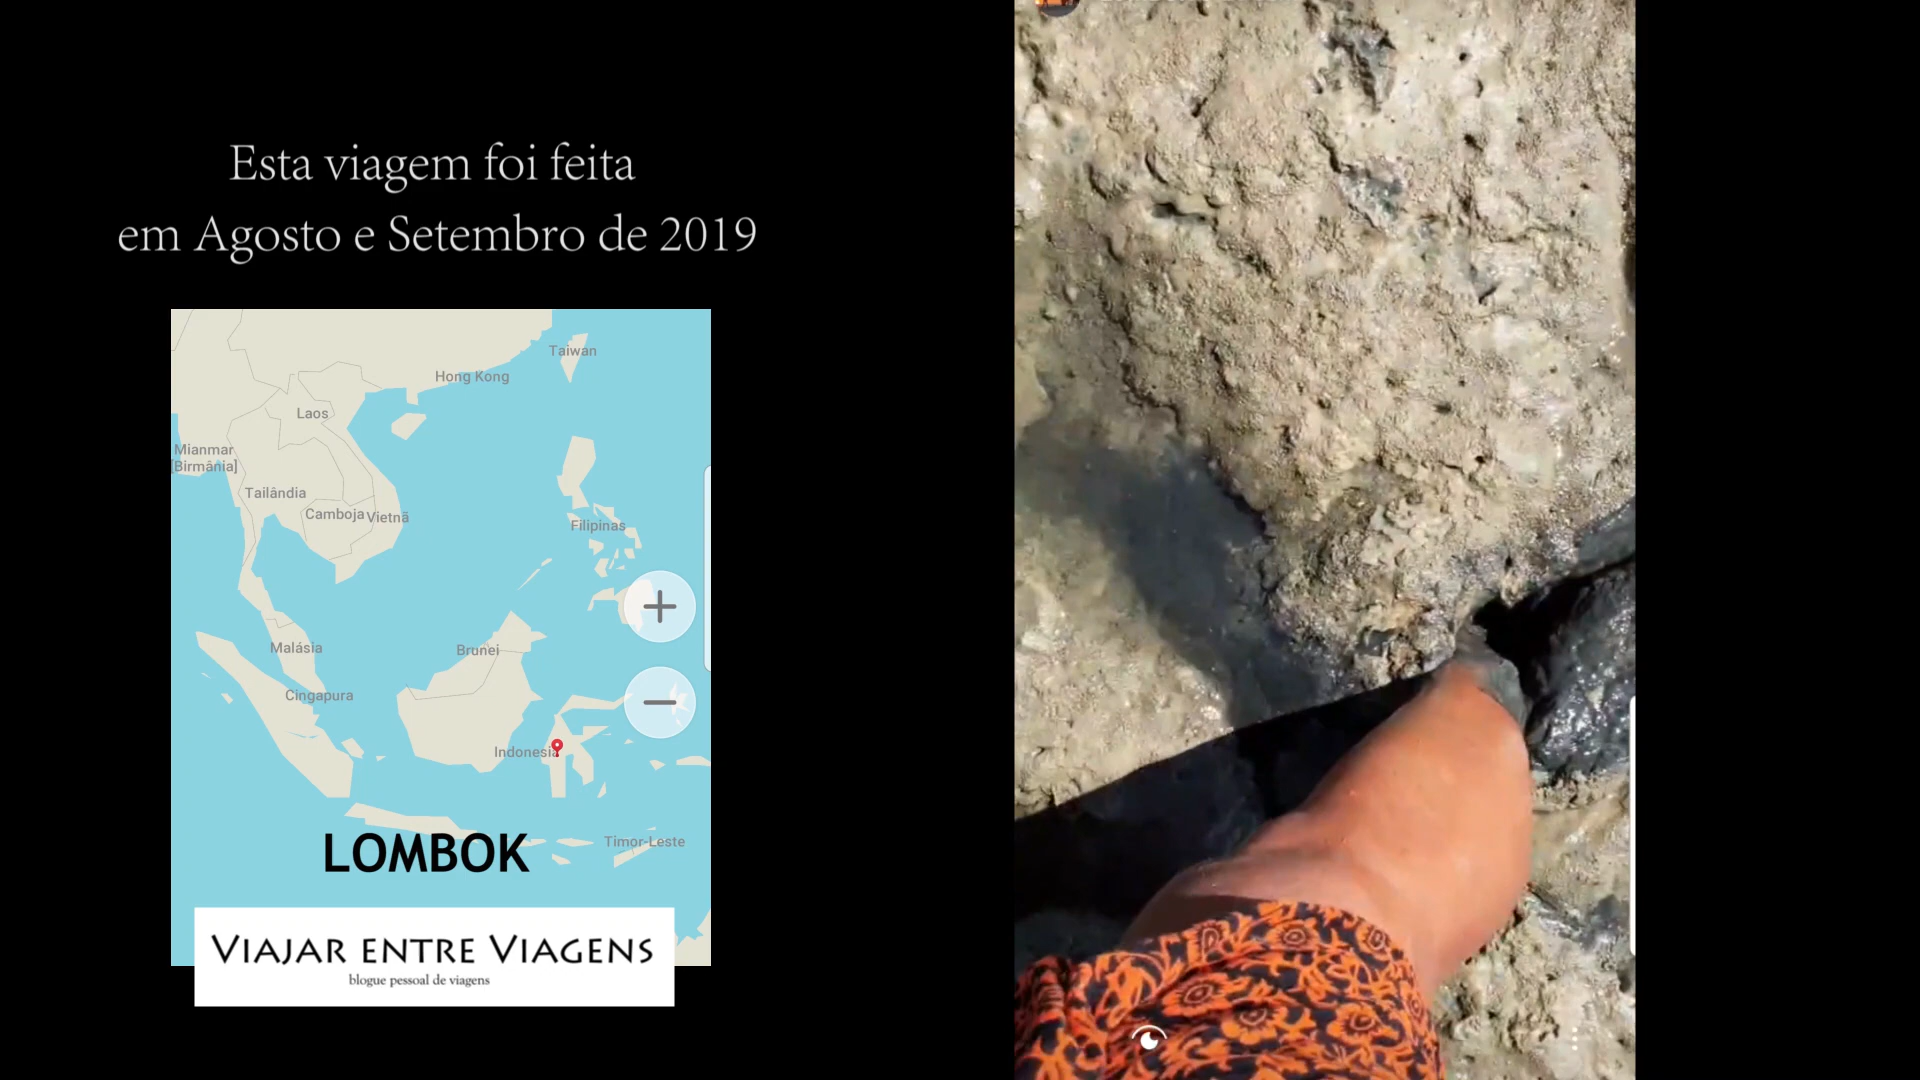 Esta viagem foi feita
em Agosto e Setembro de 2019
Taiwan
Hong Kong
Laos
Mianmar
[Birmânia]
Tailândia
Camboja
Vietnã
Filipinas
Malásia
Brunei
Cingapura
Indonesia
Timor-Leste
LOMBOK
VIAJAR ENTRE VIAGENS
blogue pessoal de viagens